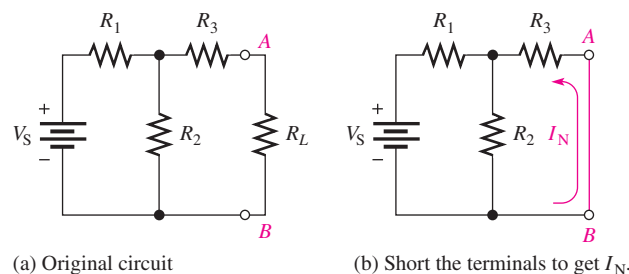 R1
R3
A
+
VS
−
R2
RL
B
(a) Original circuit
R1
R3
A
+
VS
−
R2
IN
B
(b) Short the terminals to get IN.